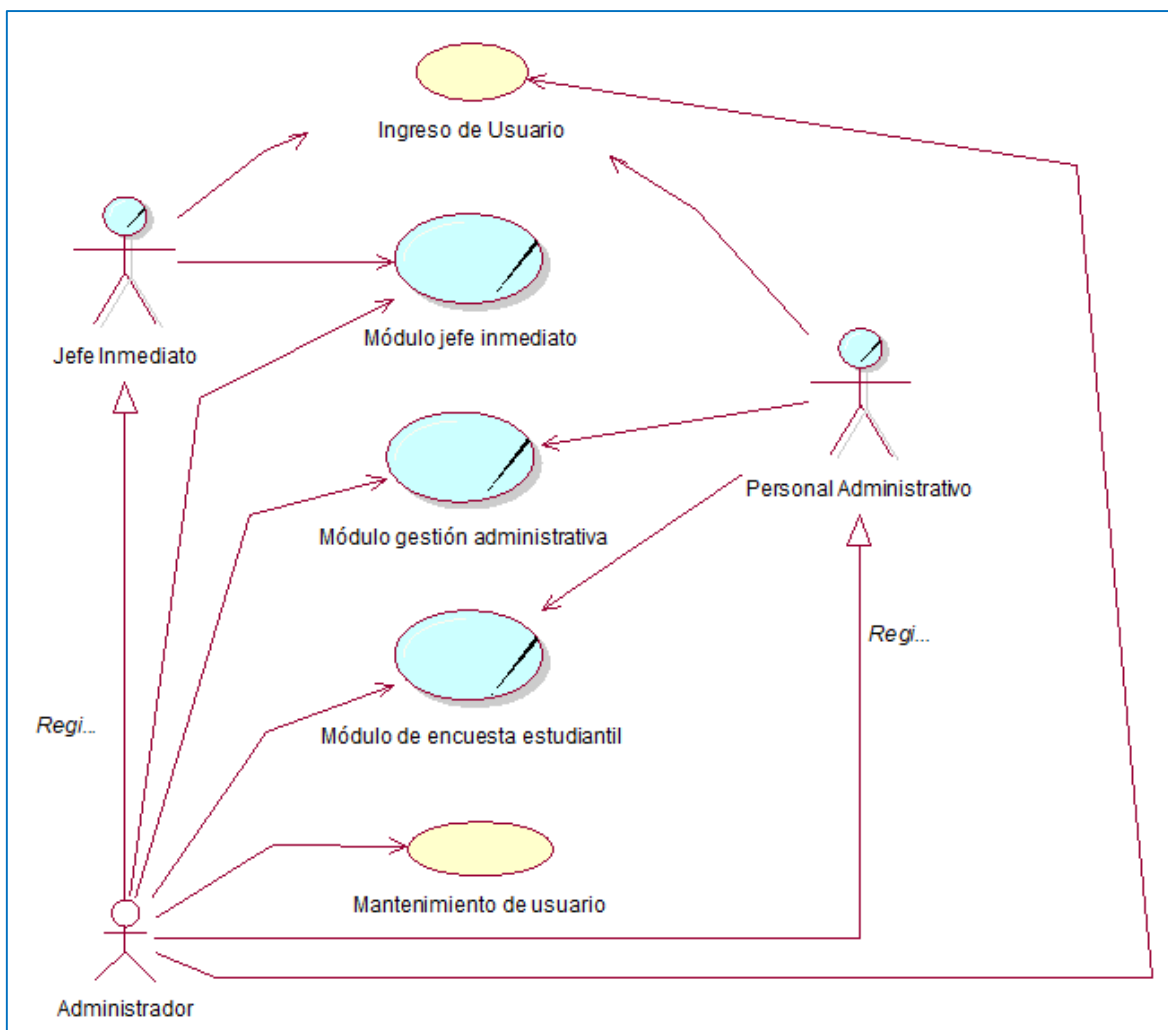 Ingreso de Usuario
Jefe Inmediato
Módulo jefe inmediato
Personal Administrativo
Módulo gestión administrativa
Regi...
Regi...
Módulo de encuesta estudiantil
Mantenimiento de usuario
Administrador